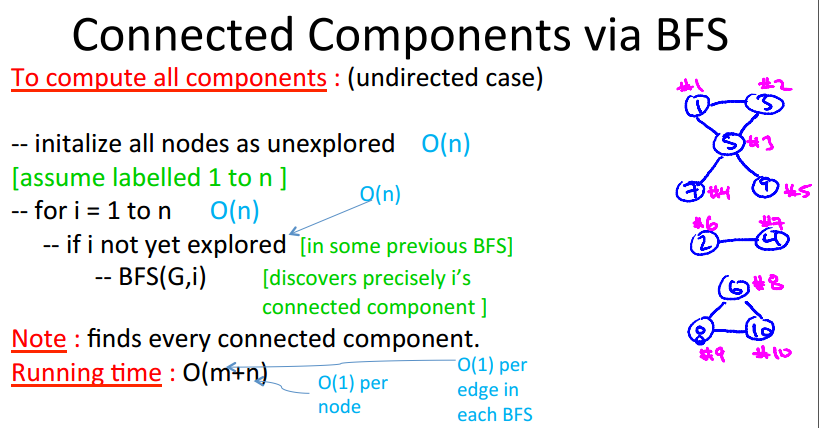 Connected Components via BFS
To compute all components : (undirected case)
-- initalize all nodes as unexplored O(n)
[assume labelled 1 to n ]
-- for i = 1 to n O(n)
O(n)
-- if i not yet explored [in some previous BFS]
-- BFS(G,i) [discovers precisely i's
connected component ]
Note : finds every connected component.
Running time : O(m+n)
O(1) per
node
O(1) per
edge in
each BFS
#1 #2
1 3
5 #3
7 #4 9 #5
#6 #7
2 4
6 #8
8 10
#9 #10